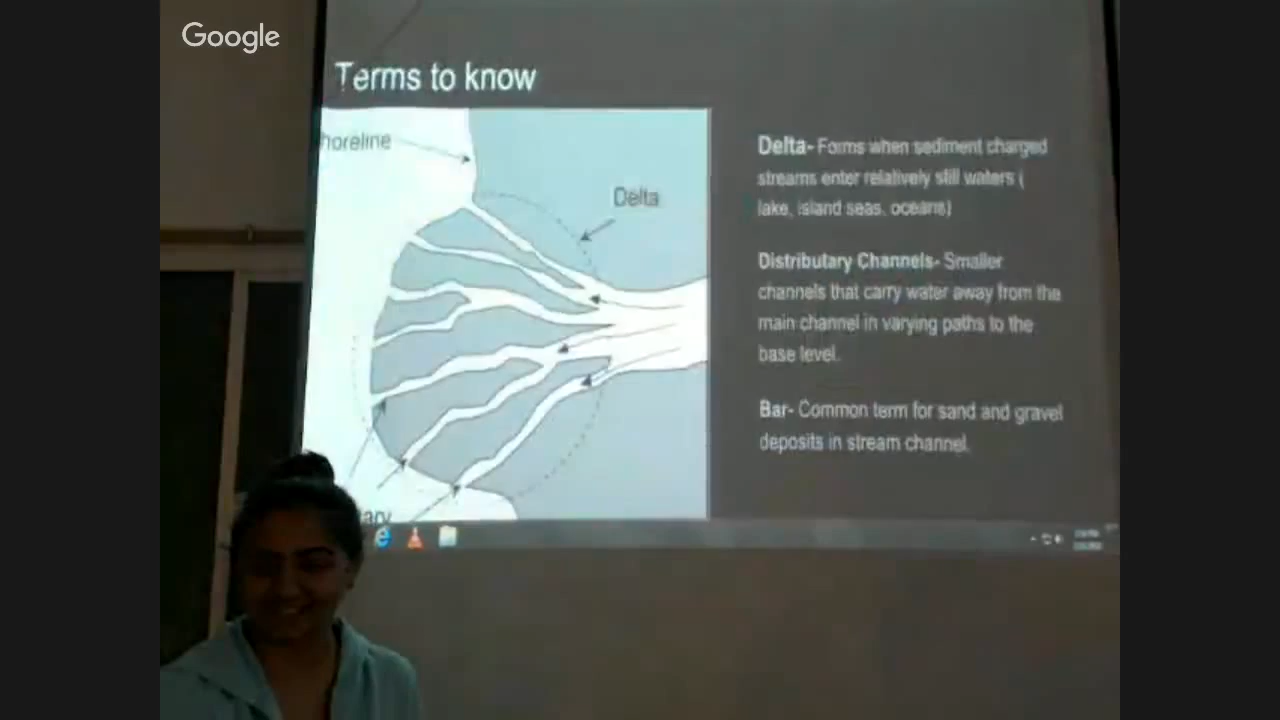 Google
Terms to know
horeline
Delta
Delta- Forms when sediment charged
streams enter relatively still waters (
lake, island seas, oceans)
Distributary Channels- Smaller
channels that carry water away from the
main channel in varying paths to the
base level.
Bar- Common term for sand and gravel
deposits in stream channel.
ary